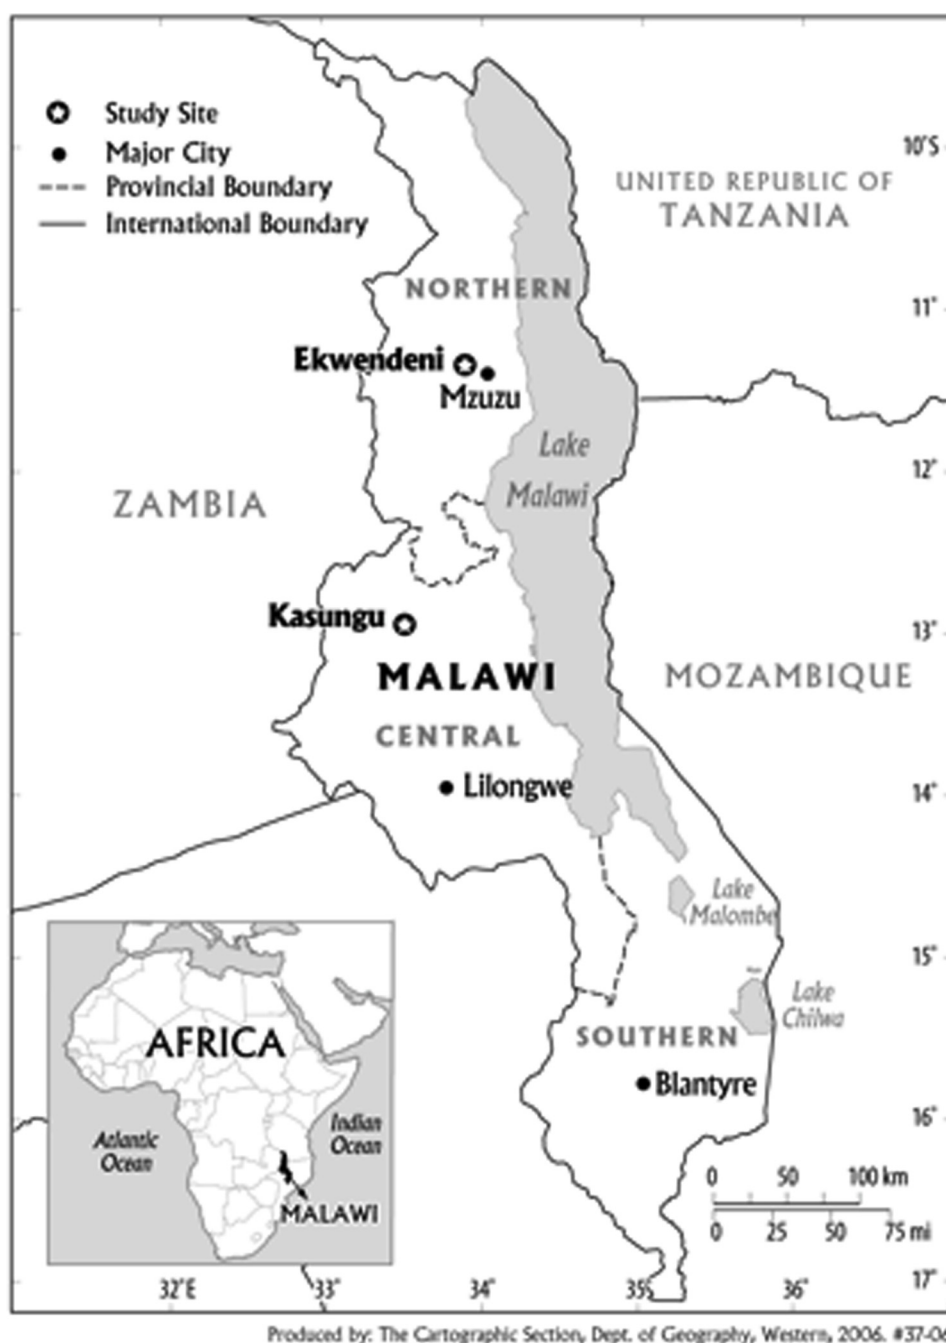 Study Site
Major City
Provincial Boundary
International Boundary
10°S
UNITED REPUBLIC OF
TANZANIA
NORTHERN
11°
Ekwendeni
Mzuzu
Lake
Malawi
12°
ZAMBIA
Kasungu
13°
MALAWI
MOZAMBIQUE
CENTRAL
Lilongwe
14°
Lake
Malombe
15°
Lake
Chilwa
SOUTHERN
Blantyre
16°
AFRICA
Atlantic
Ocean
Indian
Ocean
MALAWI
0 50 100 km
0 25 50 75 mi
32°E 33° 34° 35° 36° 17°
Produced by: The Cartographic Section, Dept. of Geography, Western, 2006. #37-